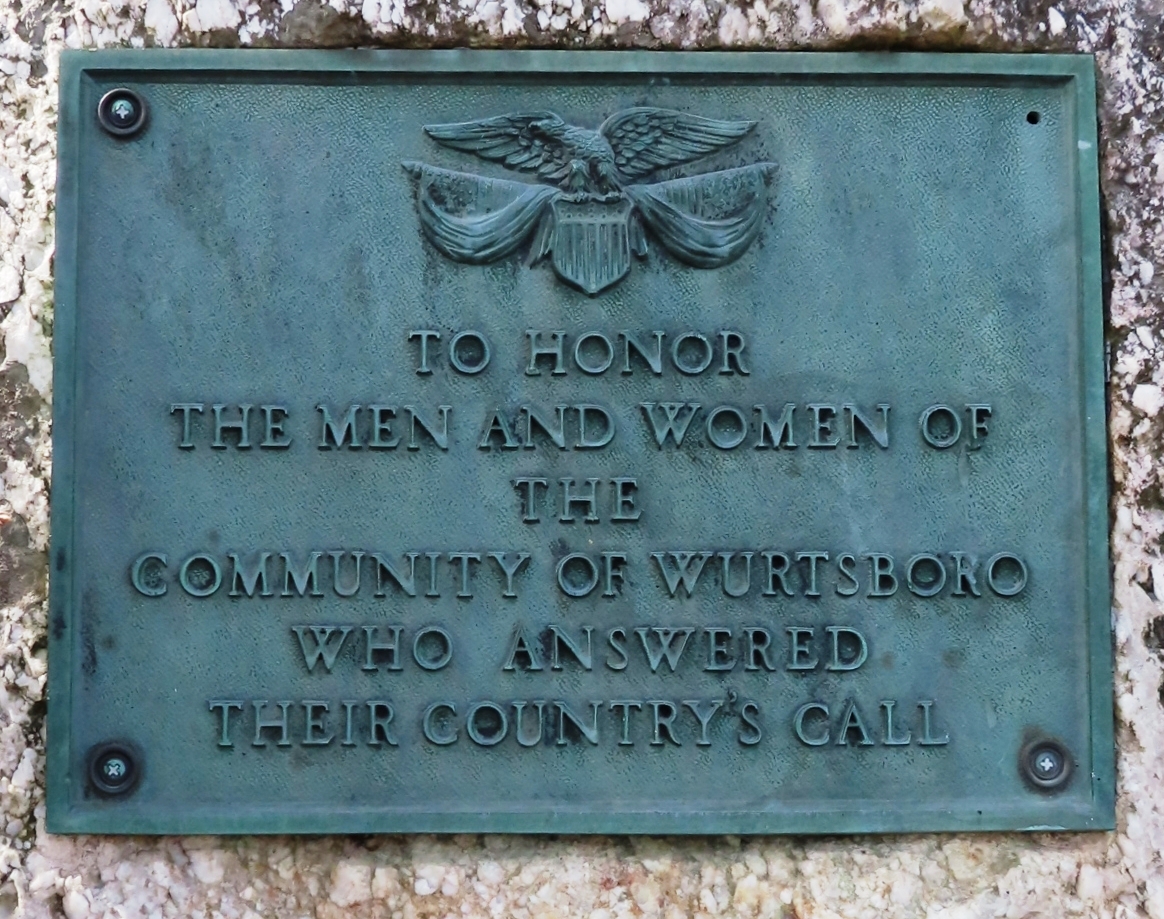 TO HONOR
THE MEN AND WOMEN OF
THE
COMMUNITY OF WURTSBORO
WHO ANSWERED
THEIR COUNTRY'S CALL